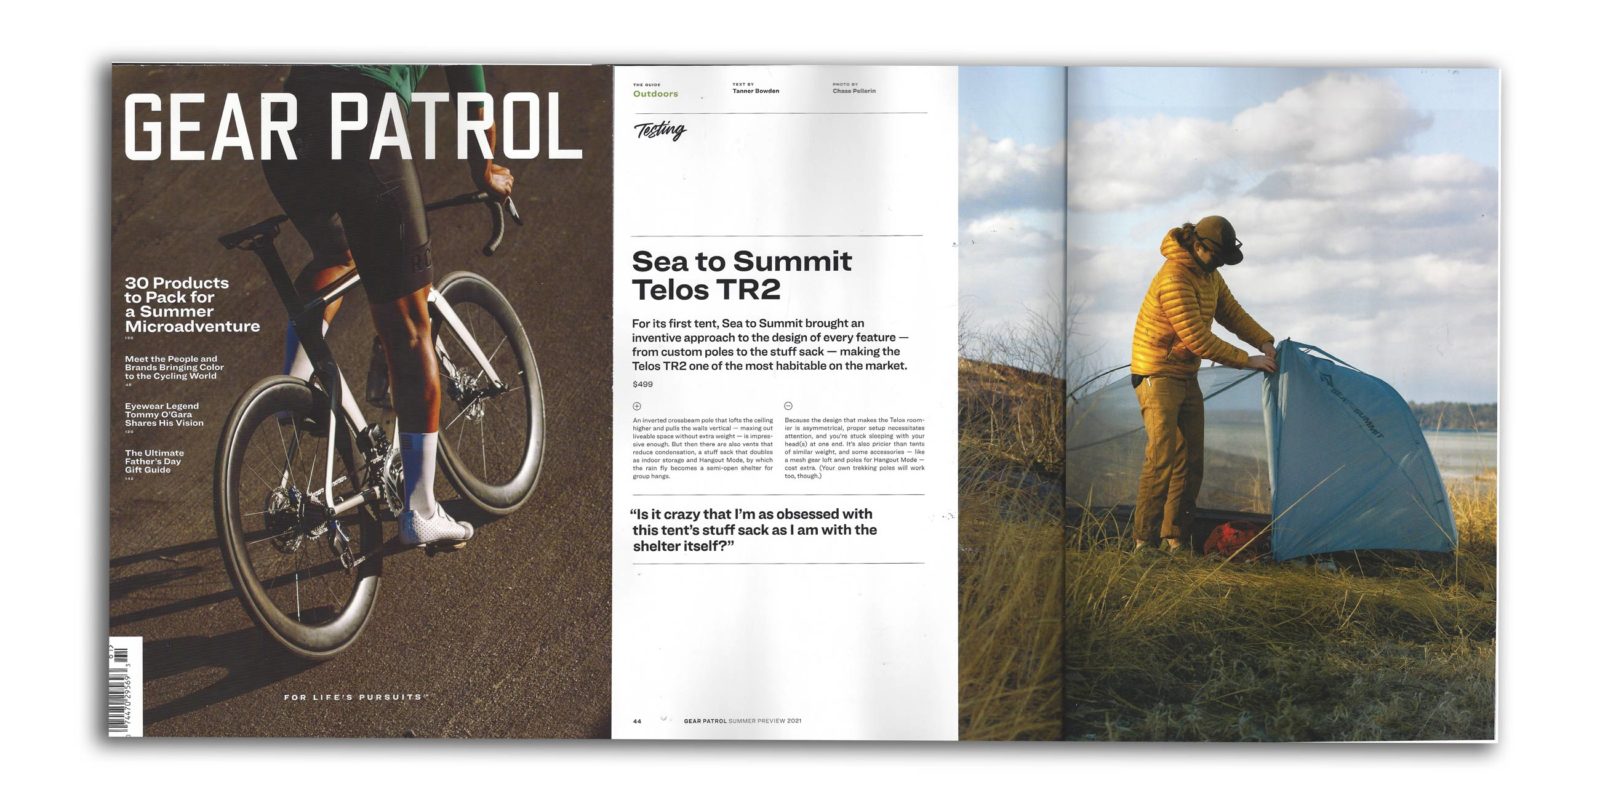 GEAR PATROL
30 Products
to Pack for
a Summer
Microadventure
Meet the People and
Brands Bringing Color
to the Cycling World
Eyewear Legend
Tommy O'Gara
Shares His Vision
The Ultimate
Father's Day
Gift Guide
FOR LIFE'S PURSUITS™
THE GUIDE
Outdoors
TEXT BY
Tanner Bowden
PHOTO BY
Chase Pellerin
Testing
Sea to Summit
Telos TR2
For its first tent, Sea to Summit brought an
inventive approach to the design of every feature —
from custom poles to the stuff sack — making the
Telos TR2 one of the most habitable on the market.
$499
An inverted crossbeam pole that lofts the ceiling
higher and pulls the walls vertical — maxing out
liveable space without extra weight — is impres-
sive enough. But then there are also vents that
reduce condensation, a stuff sack that doubles
as indoor storage and Hangout Mode, by which
the rain fly becomes a semi-open shelter for
group hangs.
Because the design that makes the Telos room-
ier is asymmetrical, proper setup necessitates
attention, and you're stuck sleeping with your
head(s) at one end. It's also pricier than tents
of similar weight, and some accessories — like
a mesh gear loft and poles for Hangout Mode —
cost extra. (Your own trekking poles will work
too, though.)
“Is it crazy that I'm as obsessed with
this tent's stuff sack as I am with the
shelter itself?”
44
GEAR PATROL SUMMER PREVIEW 2021
SEA TO SUMMIT